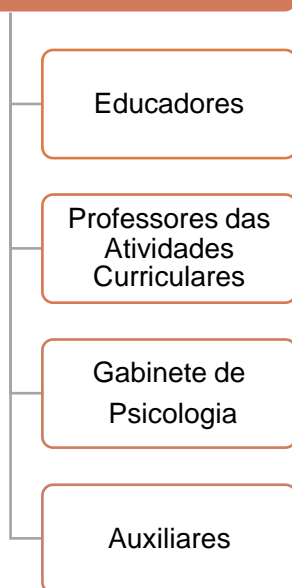 Educadores
Professores das
Atividades
Curriculares
Gabinete de
Psicologia
Auxiliares